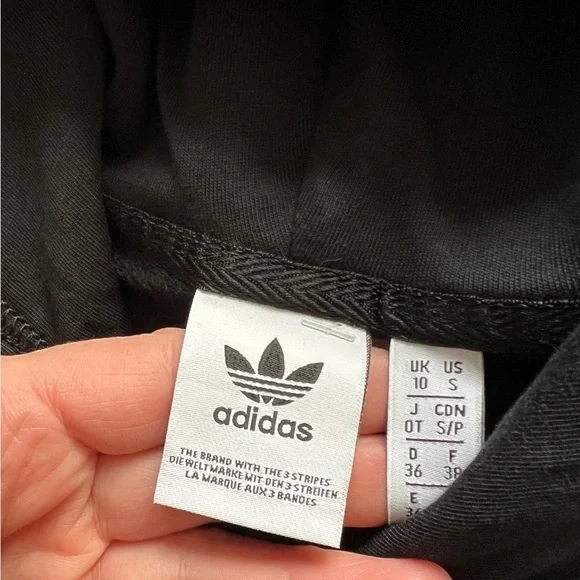 adidas
THE BRAND WITH THE 3 STRIPES
DIE WELTMARKE MIT DEN 3 STREIFEN
LA MARQUE AUX 3 BANDES
UK US
10 S
J CDN
OT S/P
D F
36 38
E